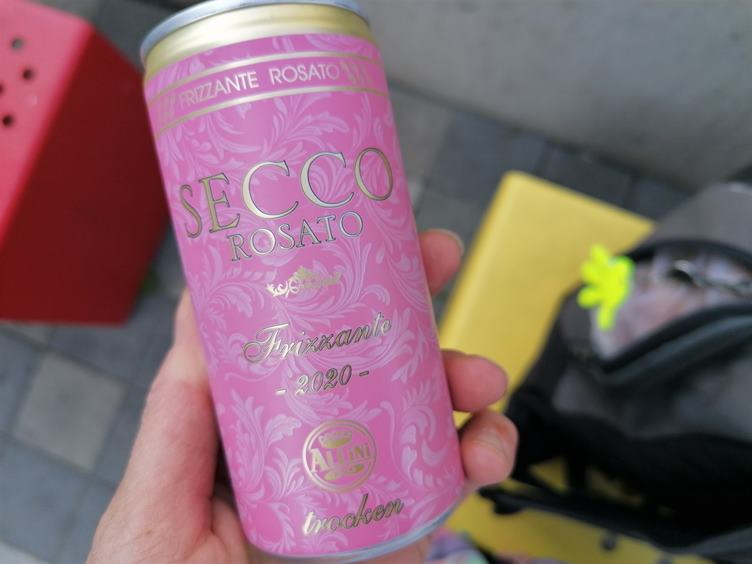 FRIZZANTE ROSATO
SECCO
ROSATO
Frizzante
- 2020 -
ALLINI
trocken